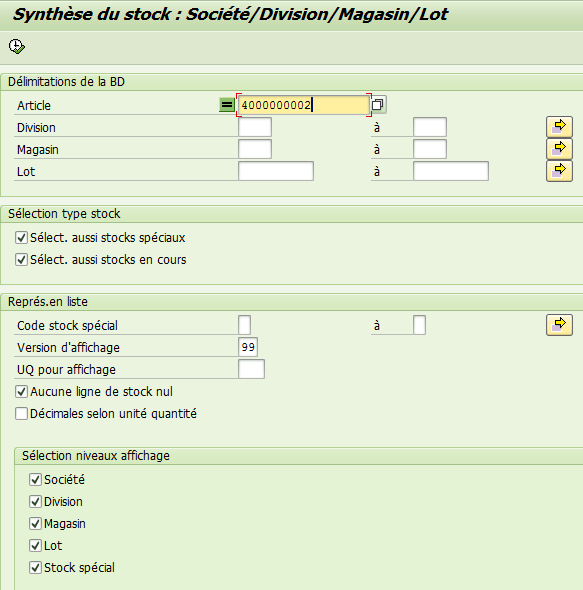 Synthèse du stock : Société/Division/Magasin/Lot
Délimitations de la BD
Article 4000000002
Division à
Magasin à
Lot à
Sélection type stock
Sélect. aussi stocks spéciaux
Sélect. aussi stocks en cours
Représ.en liste
Code stock spécial à
Version d'affichage 99
UQ pour affichage
Aucune ligne de stock nul
Décimales selon unité quantité
Sélection niveaux affichage
Société
Division
Magasin
Lot
Stock spécial